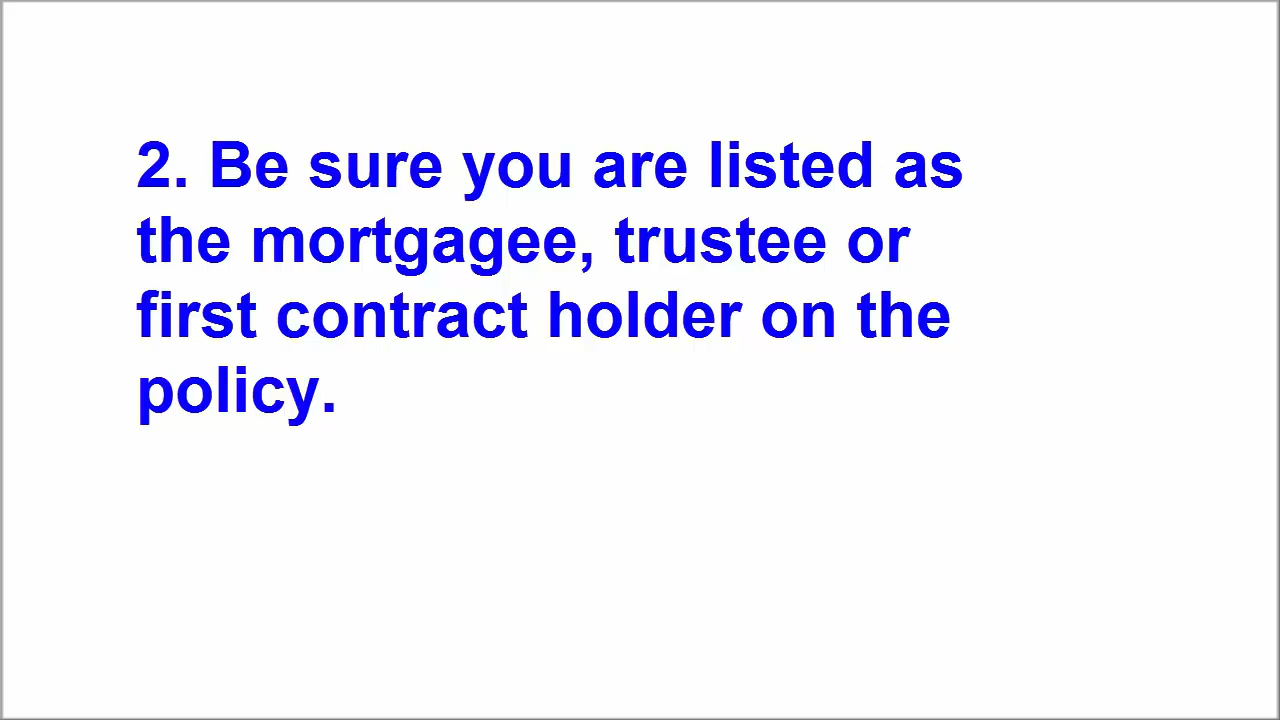 2. Be sure you are listed as
the mortgagee, trustee or
first contract holder on the
policy.